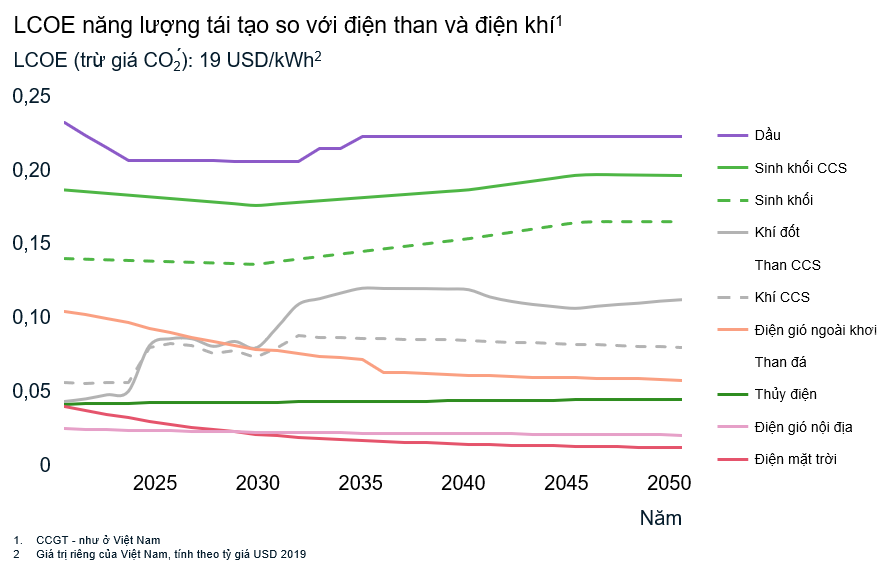 LCOE năng lượng tái tạo so với điện than và điện khí¹
LCOE (trừ giá CO₂): 19 USD/kWh²
0,25
0,20
0,15
0,10
0,05
0
2025 2030 2035 2040 2045 2050
Năm
Dầu
Sinh khối CCS
Sinh khối
Khí đốt
Than CCS
Khí CCS
Điện gió ngoài khơi
Than đá
Thủy điện
Điện gió nội địa
Điện mặt trời
1. CCGT - như ở Việt Nam
2 Giá trị riêng của Việt Nam, tính theo tỷ giá USD 2019